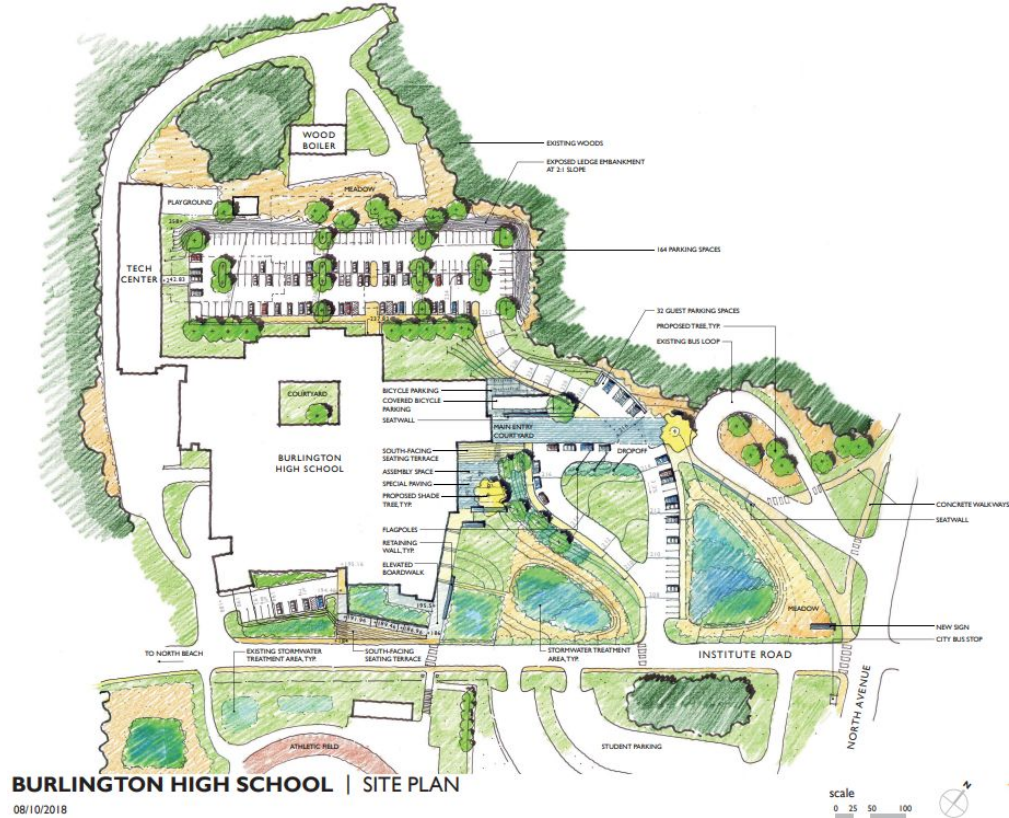 WOOD
BOILER
EXISTING WOODS
EXPOSED LEDGE EMBANKMENT
AT 2:1 SLOPE
MEADOW
PLAYGROUND
TECH
CENTER
164 PARKING SPACES
32 GUEST PARKING SPACES
PROPOSED TREE, TYP.
EXISTING BUS LOOP
COURTYARD
BICYCLE PARKING
COVERED BICYCLE
PARKING
SEATWALL
MAIN ENTRY
COURTYARD
BURLINGTON
HIGH SCHOOL
SOUTH-FACING
SEATING TERRACE
DROPOFF
ASSEMBLY SPACE
SPECIAL PAVING
PROPOSED SHADE
TREE, TYP.
CONCRETE WALKWAYS
SEATWALL
FLAGPOLES
RETAINING
WALL, TYP.
ELEVATED
BOARDWALK
MEADOW
NEW SIGN
CITY BUS STOP
TO NORTH BEACH
EXISTING STORMWATER
TREATMENT AREA, TYP.
SOUTH-FACING
SEATING TERRACE
STORMWATER TREATMENT
AREA, TYP.
INSTITUTE ROAD
NORTH AVENUE
ATHLETIC FIELD
STUDENT PARKING
BURLINGTON HIGH SCHOOL | SITE PLAN
08/10/2018
scale
0 25 50 100
N